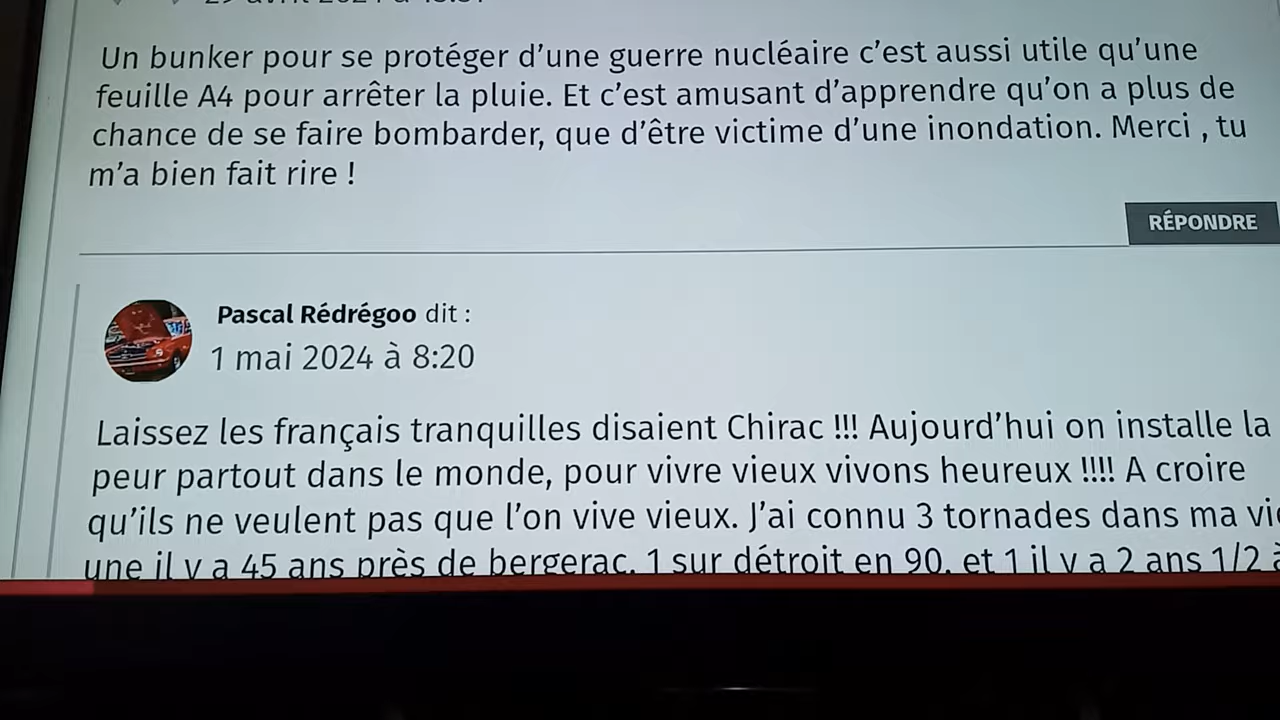 Un bunker pour se protéger d'une guerre nucléaire c'est aussi utile qu'une
feuille A4 pour arrêter la pluie. Et c'est amusant d'apprendre qu'on a plus de
chance de se faire bombarder, que d'être victime d'une inondation. Merci , tu
m'a bien fait rire !
RÉPONDRE
Pascal Rédrégoo dit :
1 mai 2024 à 8:20
Laissez les français tranquilles disaient Chirac !!! Aujourd'hui on installe la
peur partout dans le monde, pour vivre vieux vivons heureux !!!! A croire
qu'ils ne veulent pas que l'on vive vieux. J'ai connu 3 tornades dans ma
une il y a 45 ans près de bergerac, 1 sur détroit en 90, et 1 il y a 2 ans 1/2